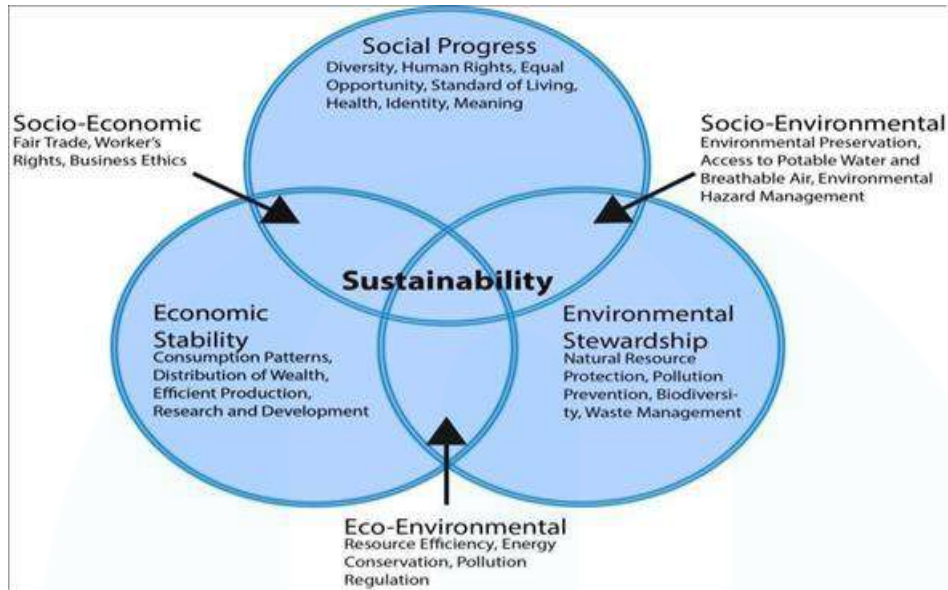 Social Progress
Diversity, Human Rights, Equal
Opportunity, Standard of Living,
Health, Identity, Meaning
Socio-Economic
Fair Trade, Worker's
Rights, Business Ethics
Socio-Environmental
Environmental Preservation,
Access to Potable Water and
Breathable Air, Environmental
Hazard Management
Sustainability
Economic
Stability
Consumption Patterns,
Distribution of Wealth,
Efficient Production,
Research and Development
Environmental
Stewardship
Natural Resource
Protection, Pollution
Prevention, Biodiversi-
ty, Waste Management
Eco-Environmental
Resource Efficiency, Energy
Conservation, Pollution
Regulation